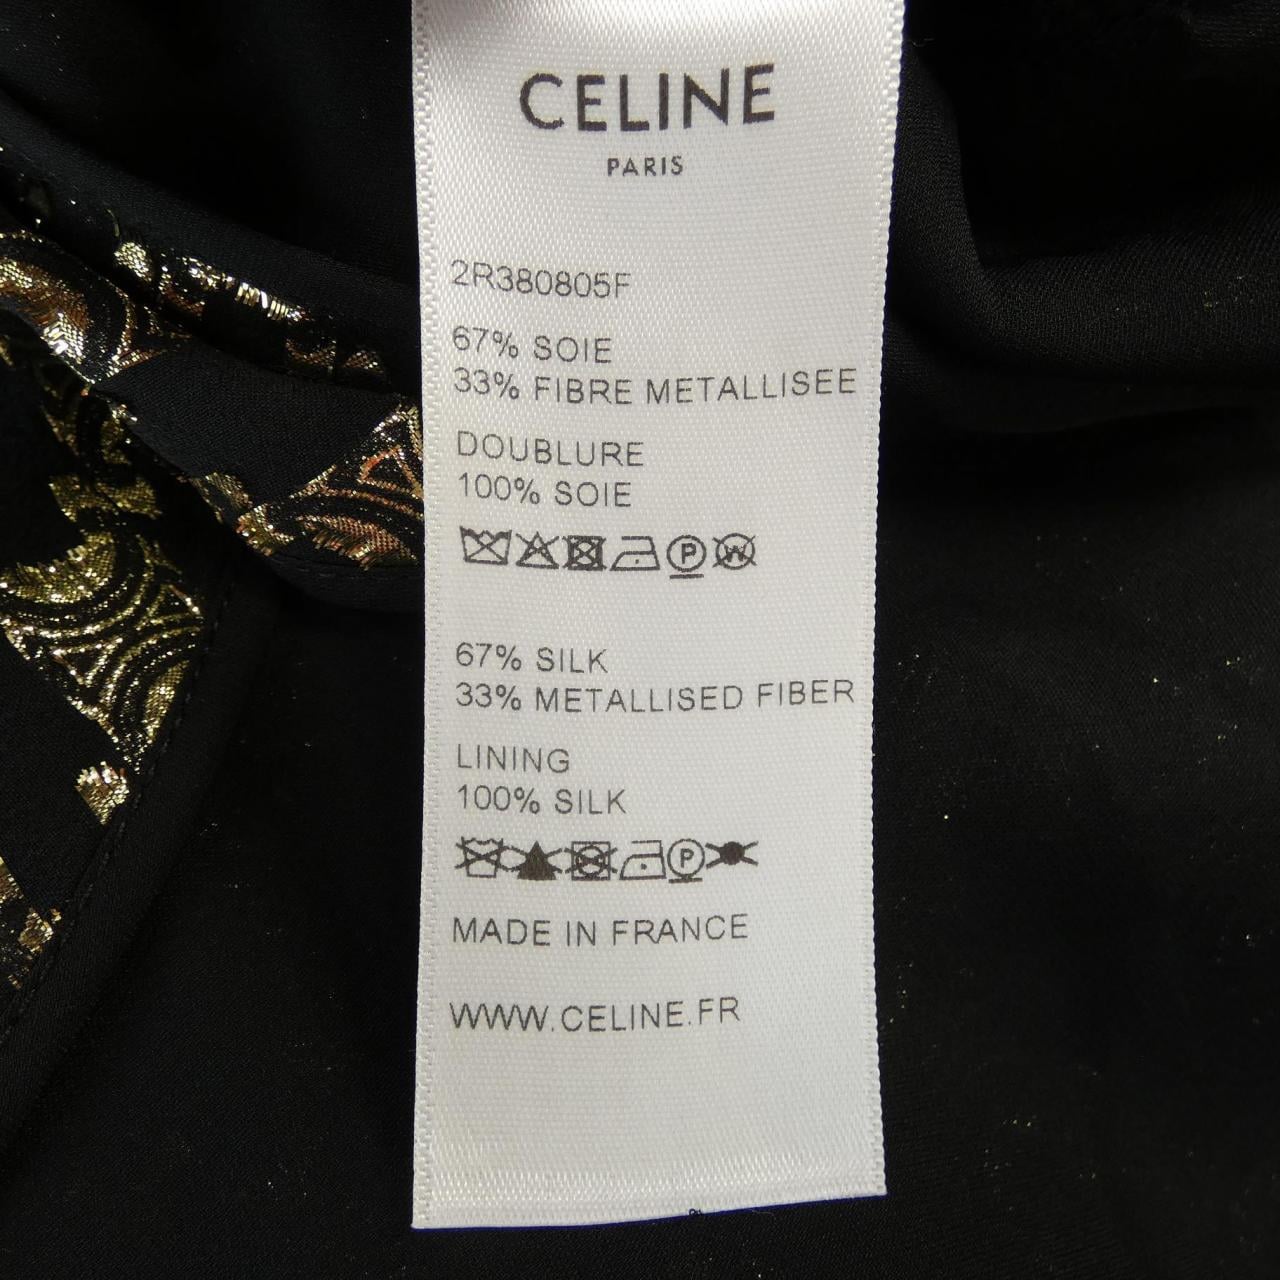 CELINE
PARIS
2R380805F
67% SOIE
33% FIBRE METALLISEE
DOUBLURE
100% SOIE
P W
67% SILK
33% METALLISED FIBER
LINING
100% SILK
P
MADE IN FRANCE
WWW.CELINE.FR